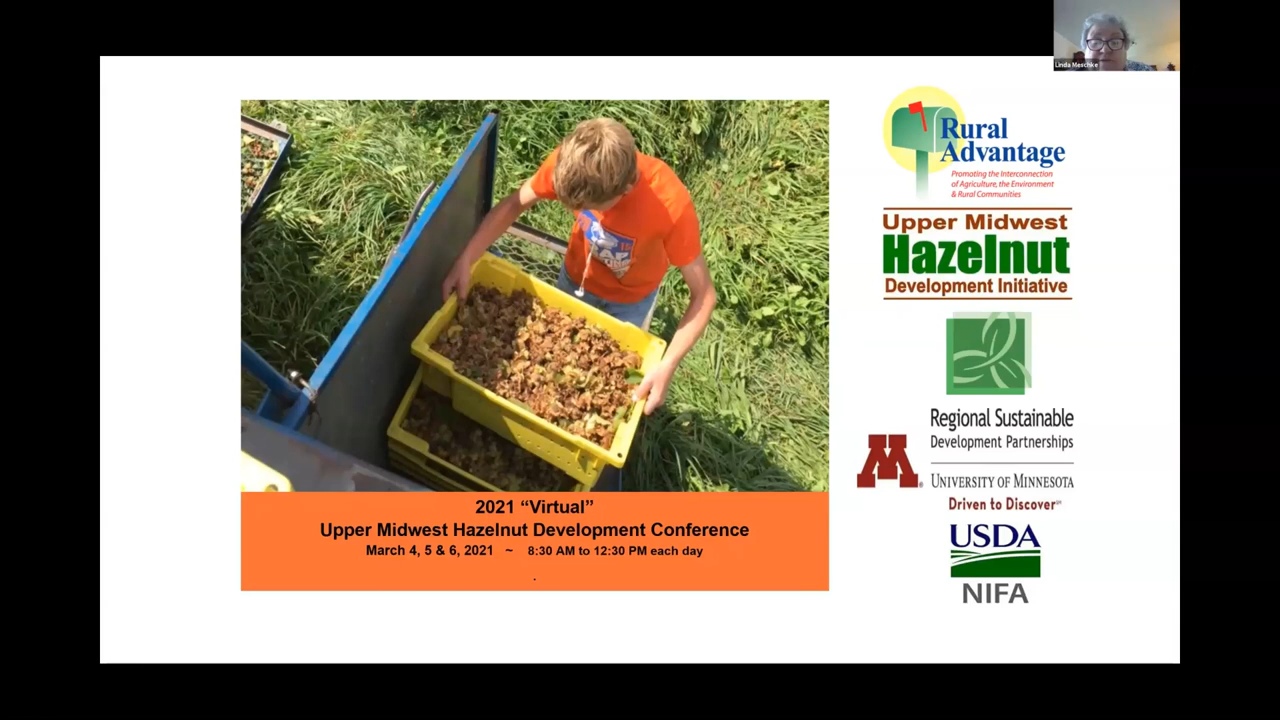 Linda Meschke
Rural
Advantage
Promoting the Interconnection
of Agriculture, the Environment
& Rural Communities
Upper Midwest
Hazelnut
Development Initiative
Regional Sustainable
Development Partnerships
M®
UNIVERSITY OF MINNESOTA
Driven to Discover℠
USDA
NIFA
2021 “Virtual”
Upper Midwest Hazelnut Development Conference
March 4, 5 & 6, 2021 ~ 8:30 AM to 12:30 PM each day
.